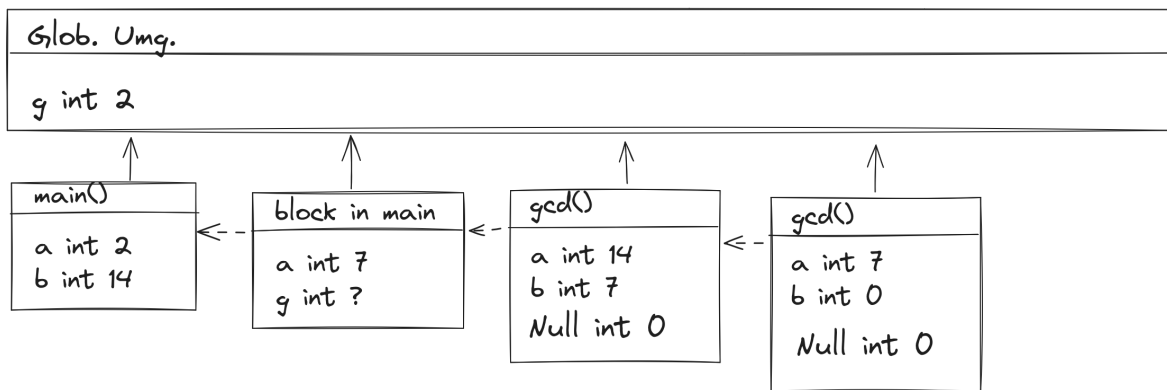 Glob. Umg.
g int 2
main()
a int 2
b int 14
block in main
a int 7
g int ?
gcd()
a int 14
b int 7
Null int 0
gcd()
a int 7
b int 0
Null int 0